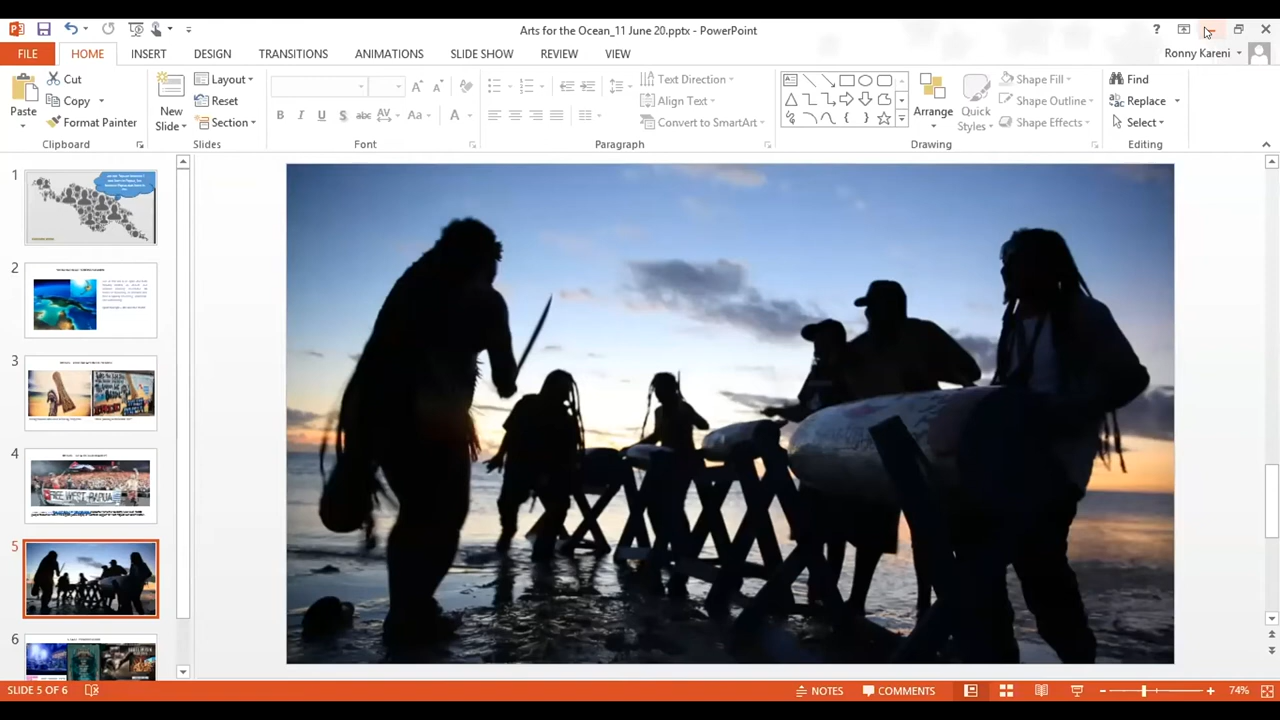 Arts for the Ocean_11 June 20.pptx - PowerPoint
?
FILE HOME INSERT DESIGN TRANSITIONS ANIMATIONS SLIDE SHOW REVIEW VIEW Ronny Kareni
Paste
Cut
Copy
Format Painter
Clipboard
New
Slide
Layout
Reset
Section
Slides
B I U S abc AV Aa A
Font
Text Direction
Align Text
Convert to SmartArt
Paragraph
Arrange
Quick
Styles
Shape Fill
Shape Outline
Shape Effects
Drawing
Find
Replace
Select
Editing
1
2
3
4
FREE WEST PAPUA
5
6
SLIDE 5 OF 6 NOTES COMMENTS 74%